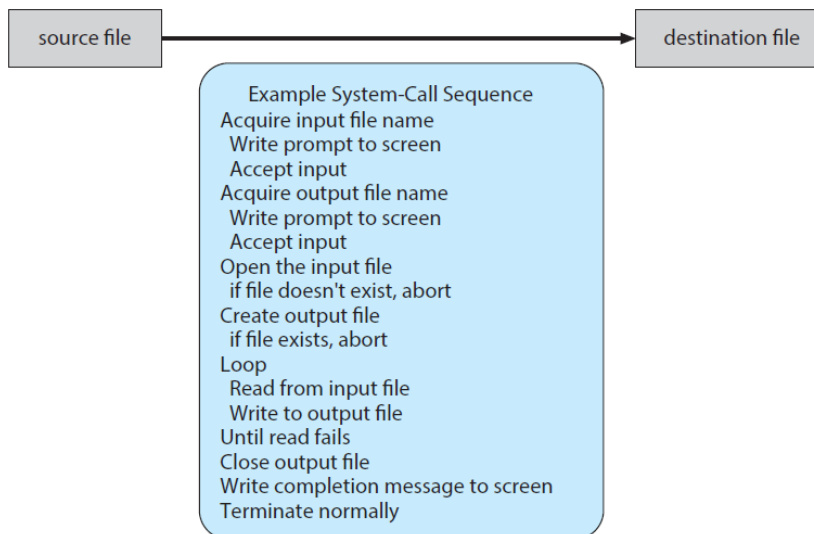 source file
destination file
Example System-Call Sequence
Acquire input file name
Write prompt to screen
Accept input
Acquire output file name
Write prompt to screen
Accept input
Open the input file
if file doesn't exist, abort
Create output file
if file exists, abort
Loop
Read from input file
Write to output file
Until read fails
Close output file
Write completion message to screen
Terminate normally